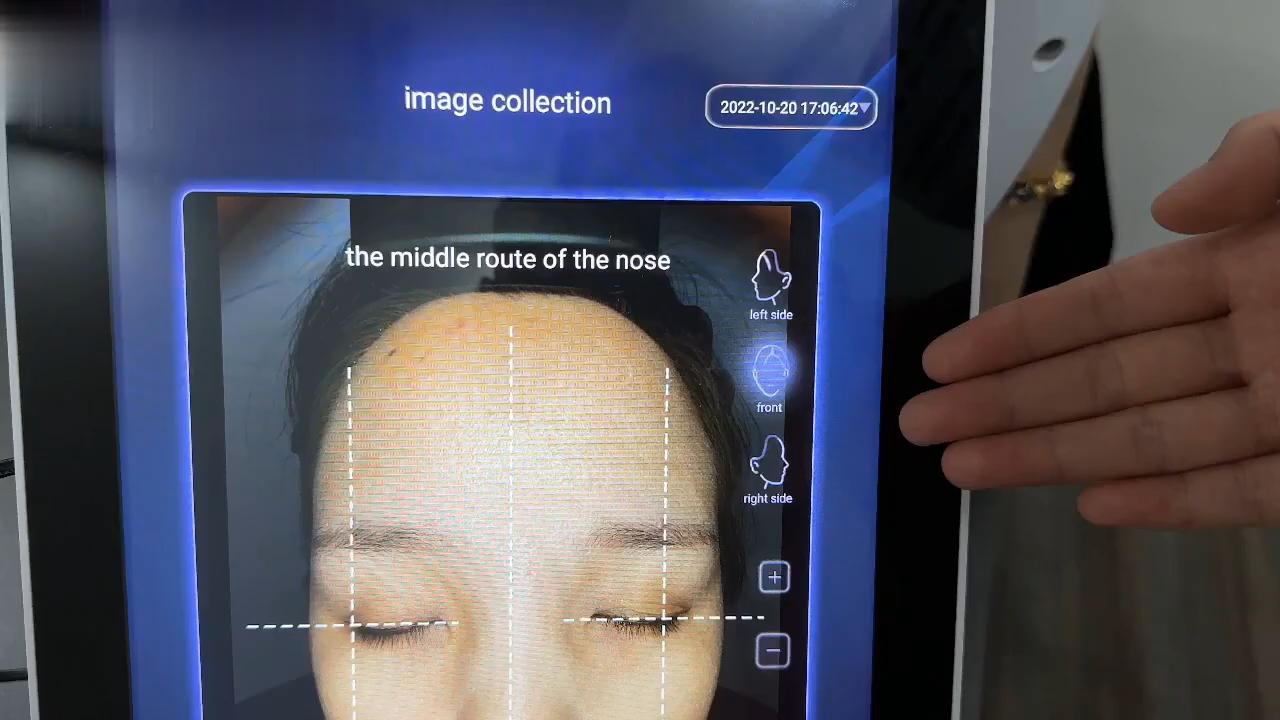 image collection
2022-10-20 17:06:42
the middle route of the nose
left side
front
right side